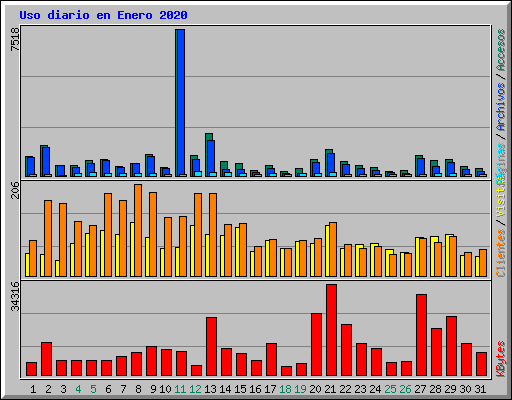 Uso diario en Enero 2020
7518
206
34316
Clientes / visitas
Páginas / Archivos / Accesos
KBytes
1 2 3 4 5 6 7 8 9 10 11 12 13 14 15 16 17 18 19 20 21 22 23 24 25 26 27 28 29 30 31